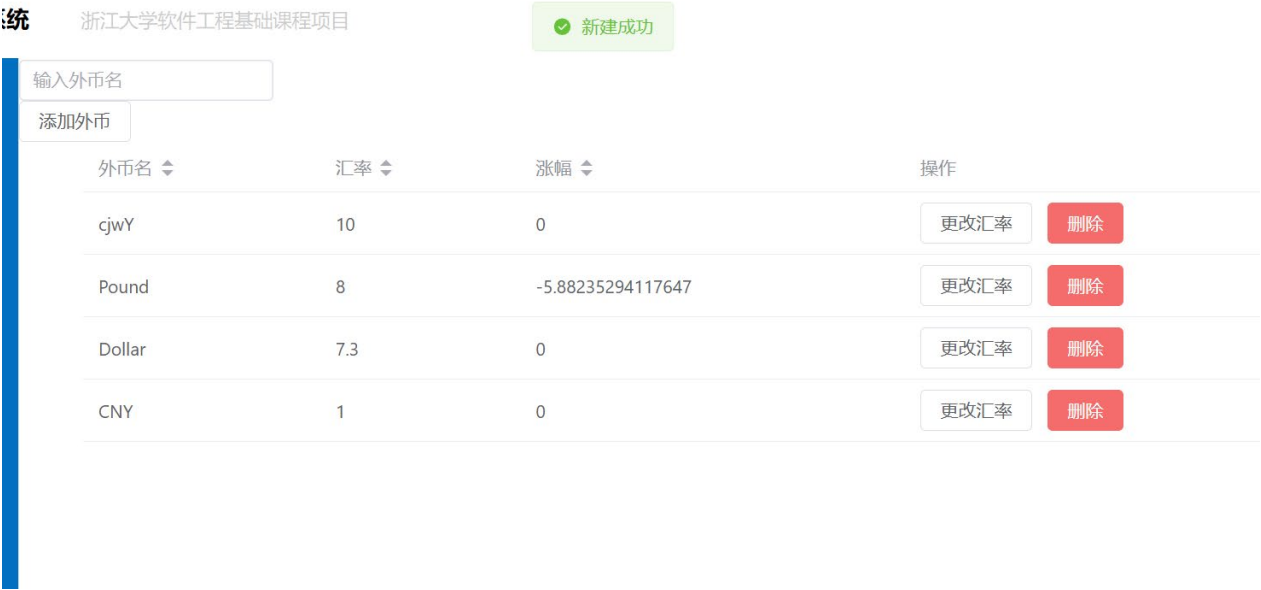 统 浙江大学软件工程基础课程项目 新建成功
输入外币名
添加外币
外币名 汇率 涨幅 操作
cjwY 10 0 更改汇率 删除
Pound 8 -5.88235294117647 更改汇率 删除
Dollar 7.3 0 更改汇率 删除
CNY 1 0 更改汇率 删除